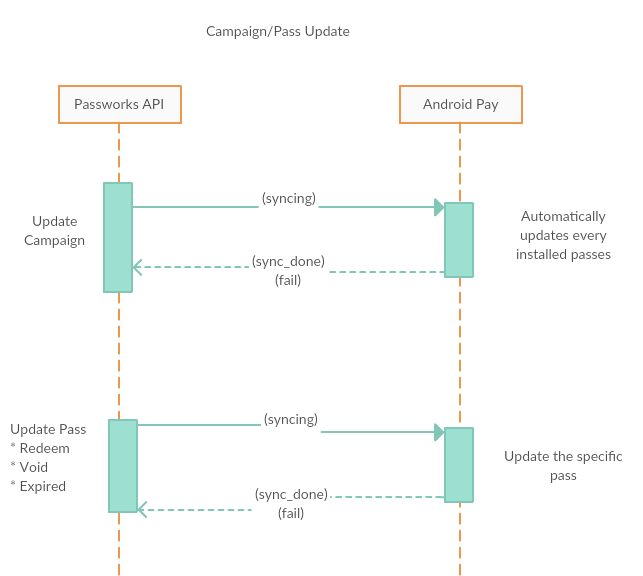 Campaign/Pass Update
Passworks API
Android Pay
(syncing)
Update
Campaign
Automatically
updates every
installed passes
(sync_done)
(fail)
(syncing)
Update Pass
* Redeem
* Void
* Expired
Update the specific
pass
(sync_done)
(fail)